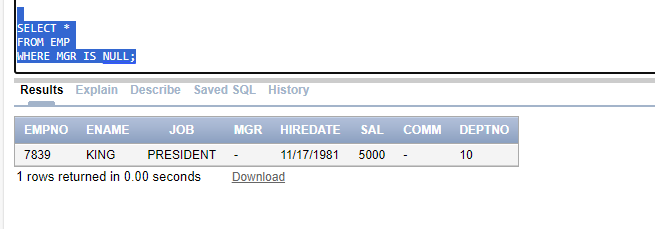 SELECT *
FROM EMP
WHERE MGR IS NULL;
Results Explain Describe Saved SQL History
EMPNO ENAME JOB MGR HIREDATE SAL COMM DEPTNO
7839 KING PRESIDENT - 11/17/1981 5000 - 10
1 rows returned in 0.00 seconds Download